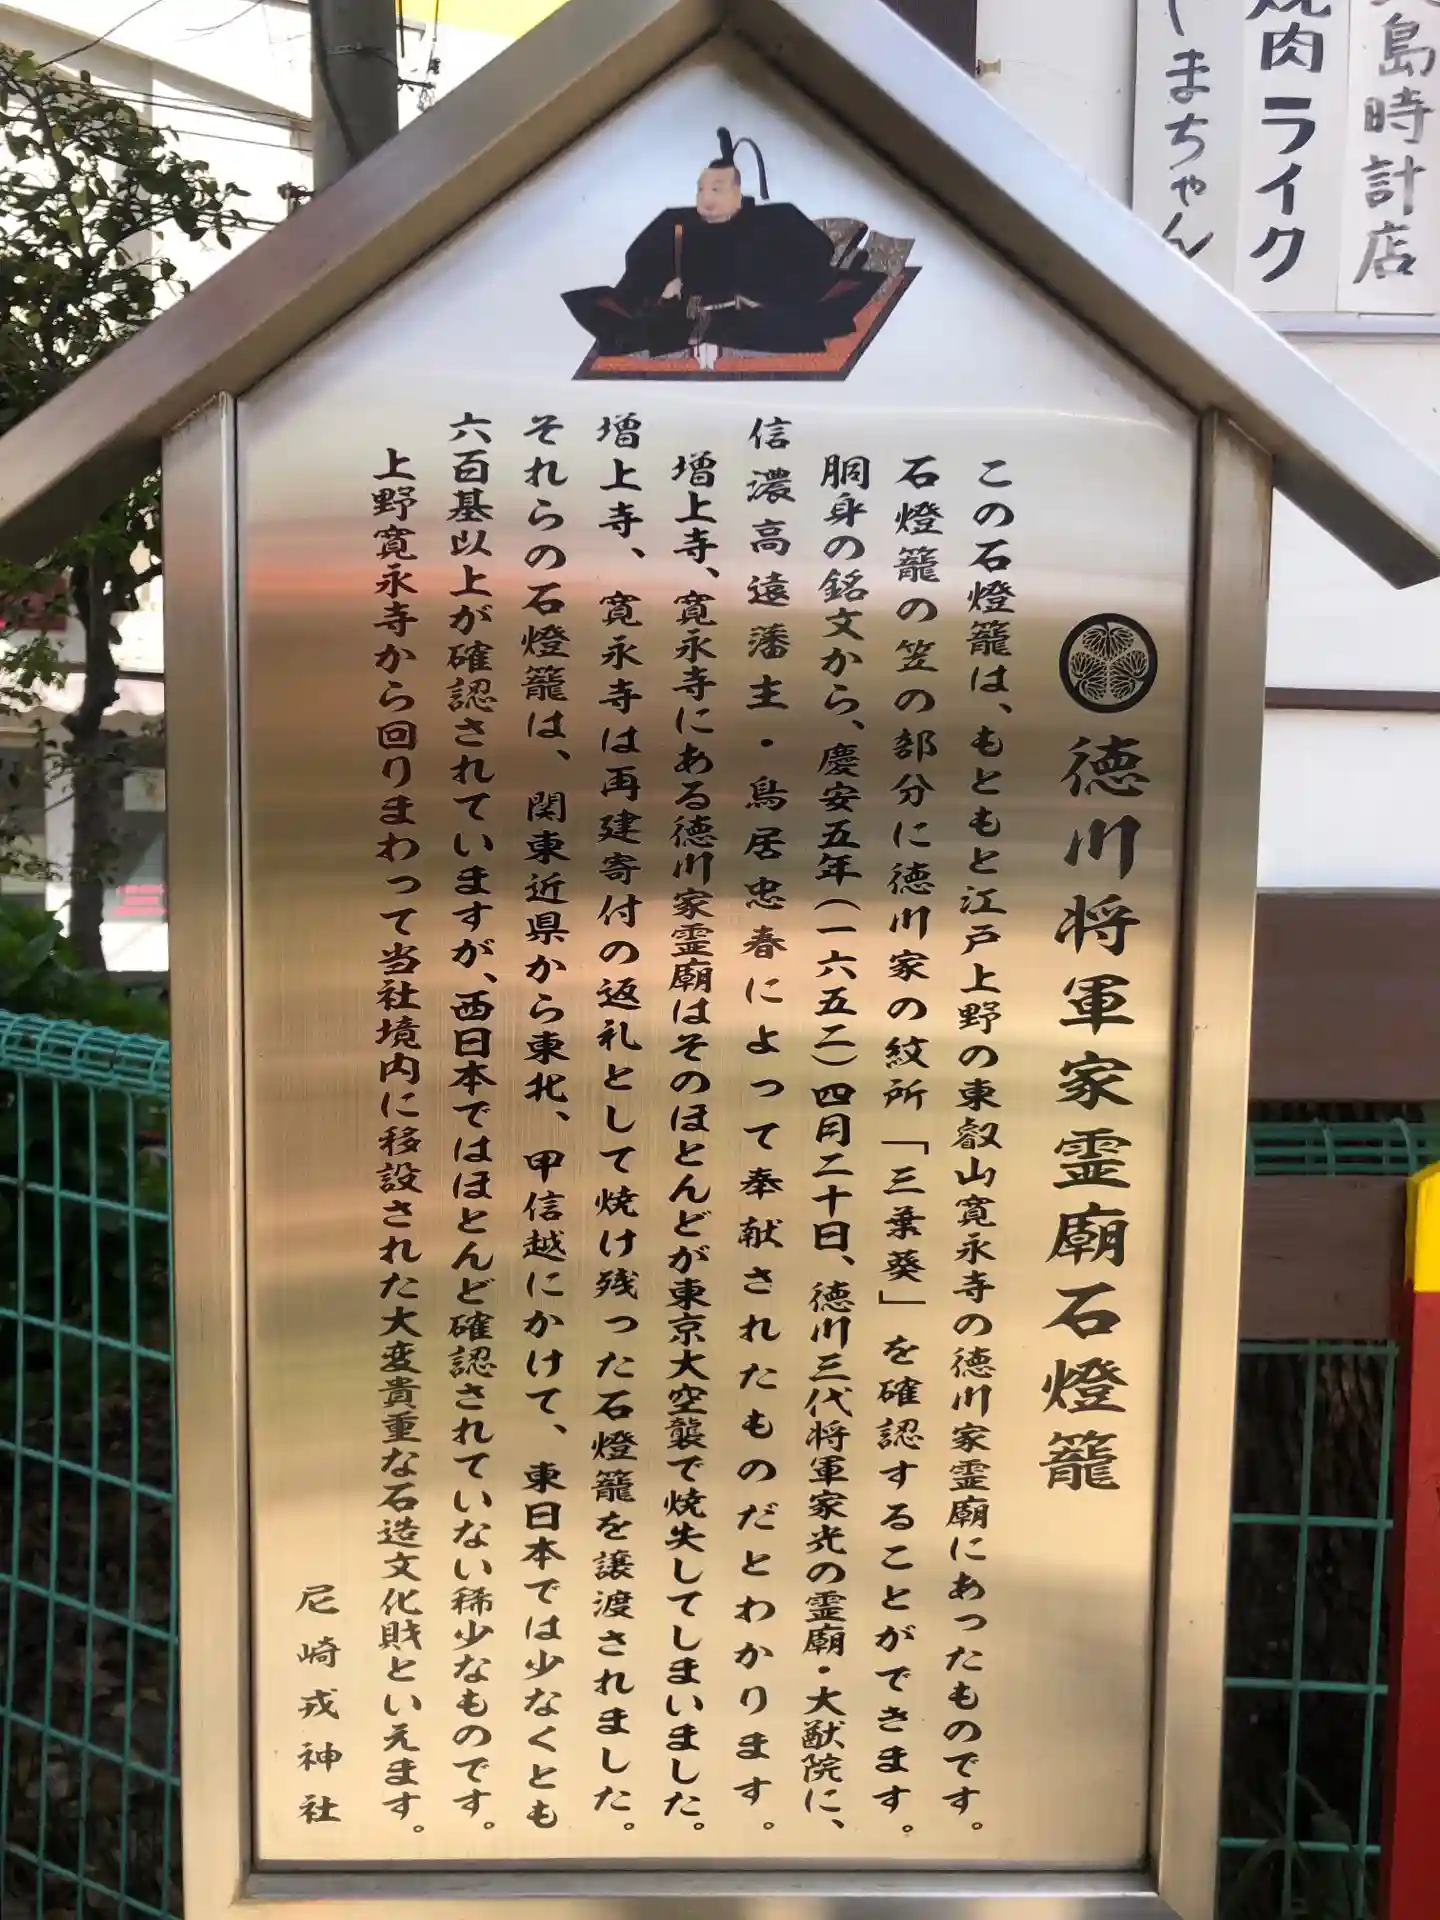 徳川将軍家霊廟石燈籠
この石燈籠は、もともと江戸上野の東叡山寛永寺の徳川家霊廟にあったものです。
石燈籠の笠の部分に徳川家の紋所「三葉葵」を確認することができます。
胴身の銘文から、慶安五年（一六五二）四月二十日、徳川三代将軍家光の霊廟・大猷院に、
信濃高遠藩主・鳥居忠春によって奉献されたものだとわかります。
増上寺、寛永寺にある徳川家霊廟はそのほとんどが東京大空襲で焼失してしまいました。
増上寺、寛永寺は再建寄付の返礼として焼け残った石燈籠を譲渡されました。
それらの石燈籠は、関東近県から東北、甲信越にかけて、東日本では少なくとも
六百基以上が確認されていますが、西日本ではほとんど確認されていない稀少なものです。
上野寛永寺から回りまわって当社境内に移設された大変貴重な石造文化財といえます。
尼崎戎神社
島時計店
焼肉ライク
しまちゃん